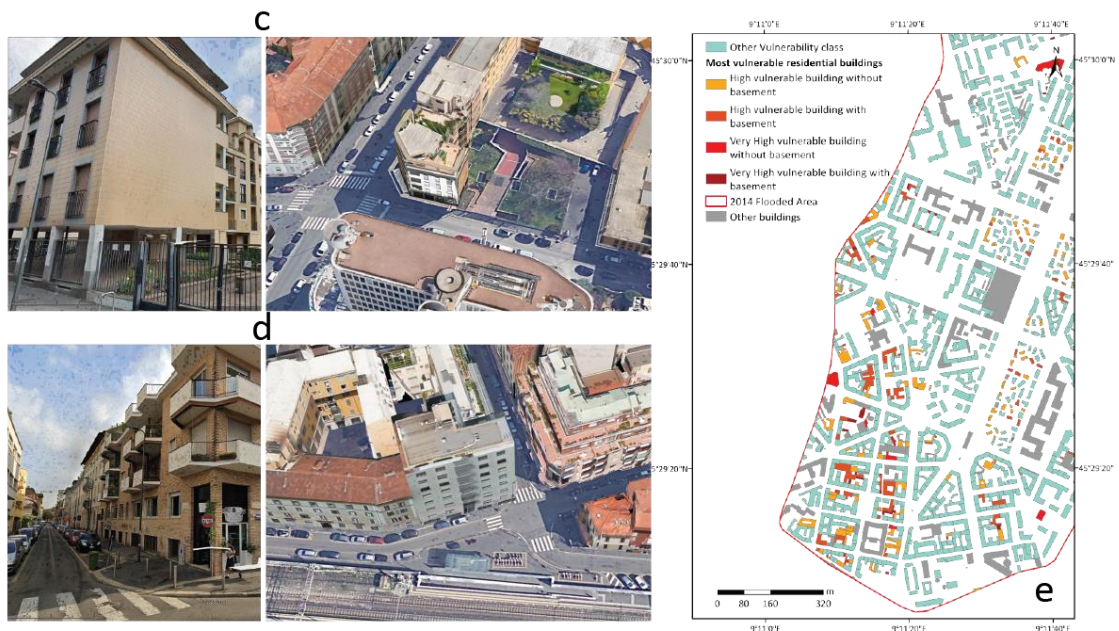 c
d
9°11'0"E
9°11'20"E
9°11'40"E
45°30'0"N
5°29'40"N
5°29'20"N
Other Vulnerability class
Most vulnerable residential buildings
High vulnerable building without
basement
High vulnerable building with
basement
Very High vulnerable building
without basement
Very High vulnerable building with
basement
2014 Flooded Area
Other buildings
N
45°30'0"N
45°29'40"N
45°29'20"N
0 80 160 320 m
e
9°11'0"E
9°11'20"E
9°11'40"E